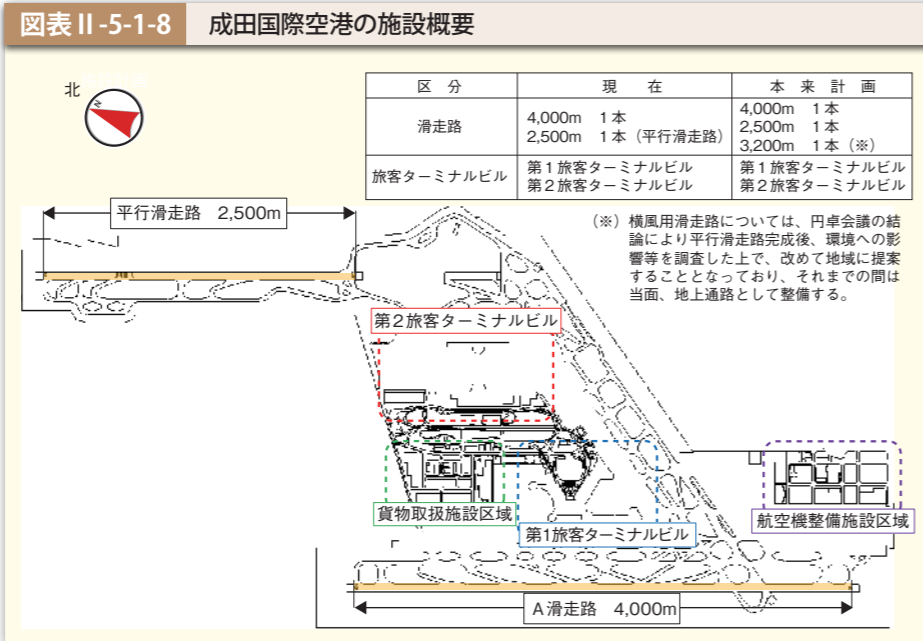 図表Ⅱ-5-1-8 成田国際空港の施設概要
北
N
区分 現在 本来計画
滑走路
4,000m 1本
2,500m 1本(平行滑走路)
4,000m 1本
2,500m 1本
3,200m 1本(※)
旅客ターミナルビル
第1旅客ターミナルビル
第2旅客ターミナルビル
第1旅客ターミナルビル
第2旅客ターミナルビル
(※)横風用滑走路については、円卓会議の結
論により平行滑走路完成後、環境への影
響等を調査した上で、改めて地域に提案
することとなっており、それまでの間は
当面、地上通路として整備する。
平行滑走路 2,500m
第2旅客ターミナルビル
貨物取扱施設区域
第1旅客ターミナルビル
航空機整備施設区域
A滑走路 4,000m